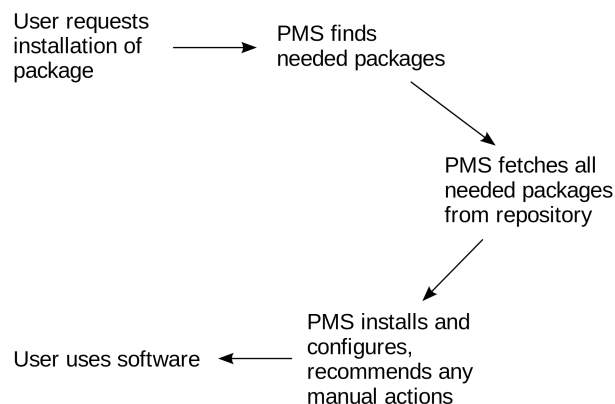 User requests
installation of
package
PMS finds
needed packages
PMS fetches all
needed packages
from repository
PMS installs and
configures,
recommends any
manual actions
User uses software